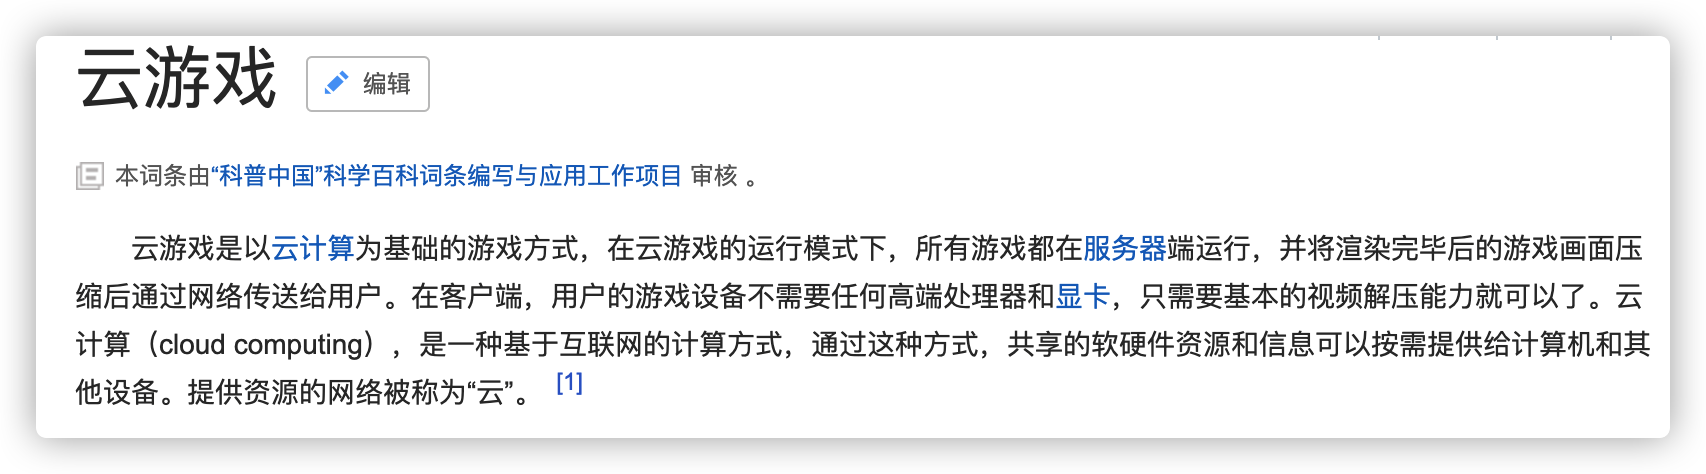 云游戏 编辑
本词条由“科普中国”科学百科词条编写与应用工作项目 审核 。
云游戏是以云计算为基础的游戏方式，在云游戏的运行模式下，所有游戏都在服务器端运行，并将渲染完毕后的游戏画面压
缩后通过网络传送给用户。在客户端，用户的游戏设备不需要任何高端处理器和显卡，只需要基本的视频解压能力就可以了。云
计算（cloud computing），是一种基于互联网的计算方式，通过这种方式，共享的软硬件资源和信息可以按需提供给计算机和其
他设备。提供资源的网络被称为“云”。 [1]